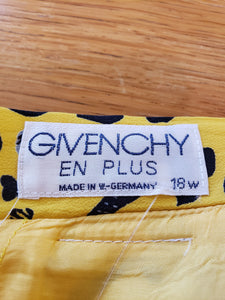 GIVENCHY
EN PLUS
MADE IN W.-GERMANY 18W